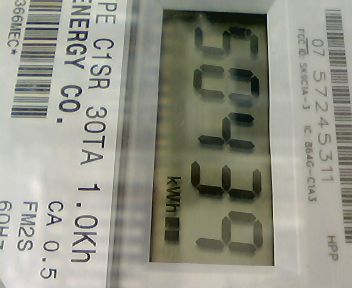 HPP
07 57245311
FCC ID: SK9C1A-3 IC: 864G-C1A3
50439
kWh
PE C1SR 30TA 1.0Kh
ENERGY CO. CA 0.5
FM2S
366MEC*